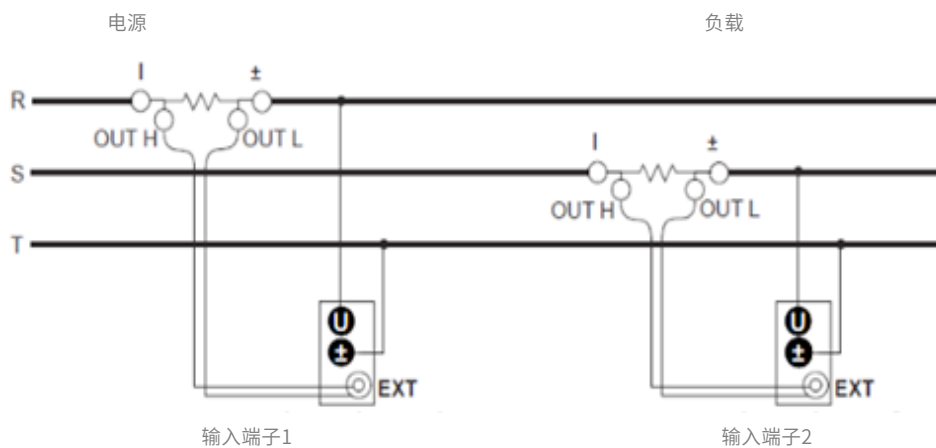 电源 负载
I ±
R
OUT H OUT L
I ±
S
OUT H OUT L
T
U U
± ±
EXT EXT
输入端子1 输入端子2